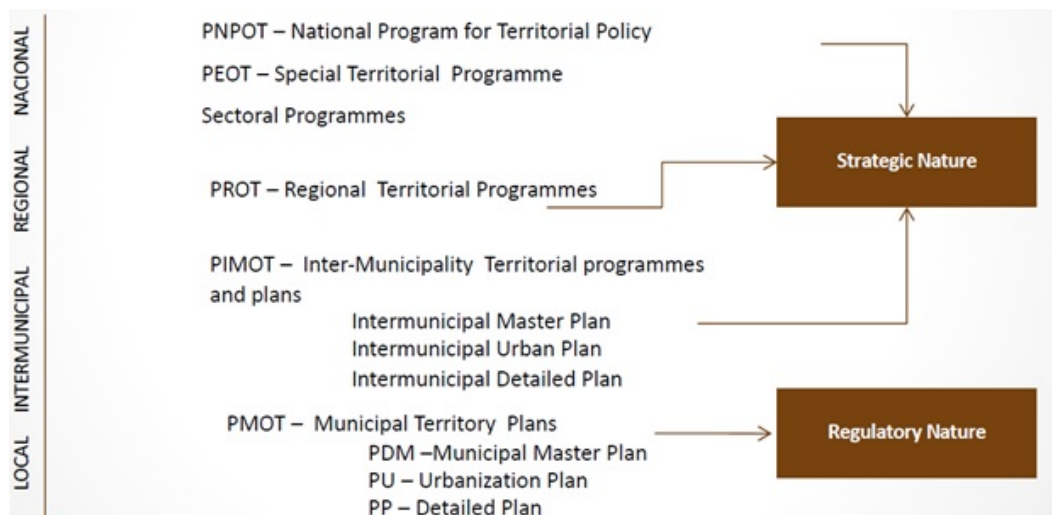 NACIONAL
PNPOT – National Program for Territorial Policy
PEOT – Special Territorial Programme
Sectoral Programmes
Strategic Nature
REGIONAL
PROT – Regional Territorial Programmes
INTERMUNICIPAL
PIMOT – Inter-Municipality Territorial programmes
and plans
Intermunicipal Master Plan
Intermunicipal Urban Plan
Intermunicipal Detailed Plan
LOCAL
PMOT – Municipal Territory Plans
Regulatory Nature
PDM –Municipal Master Plan
PU – Urbanization Plan
PP – Detailed Plan